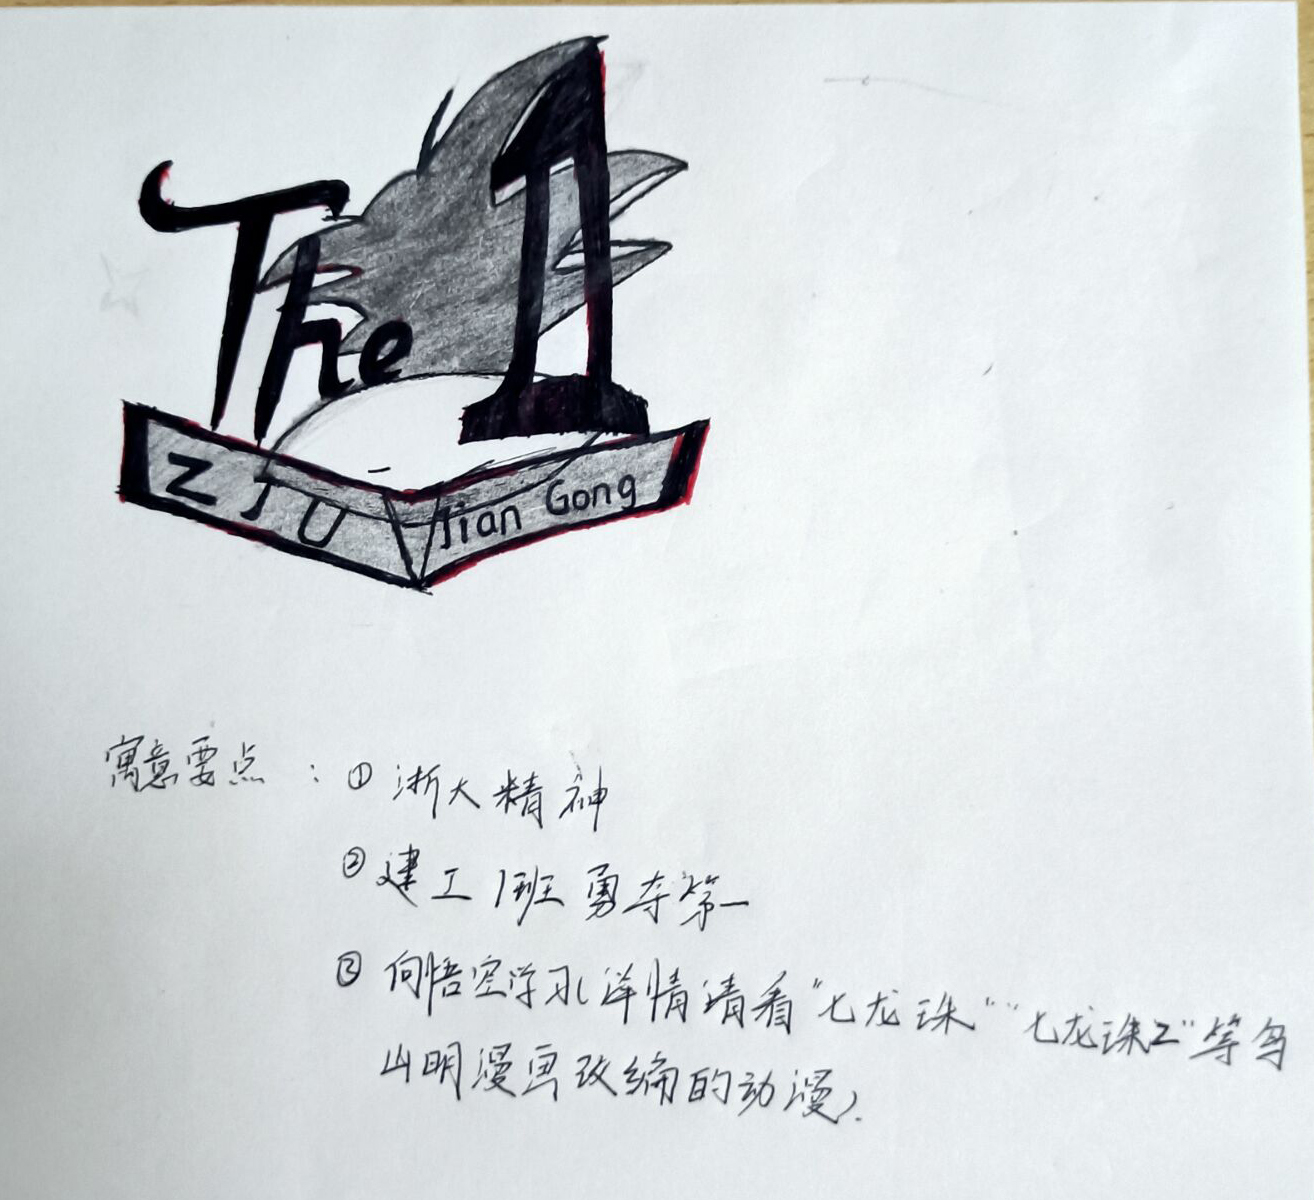 The 1
ZJU Jian Gong
寓意要点：① 浙大精神
② 建工1班勇夺第一
③ 向悟空学习(详情请看“七龙珠”“七龙珠Z”等鸟
山明漫画改编的动漫).